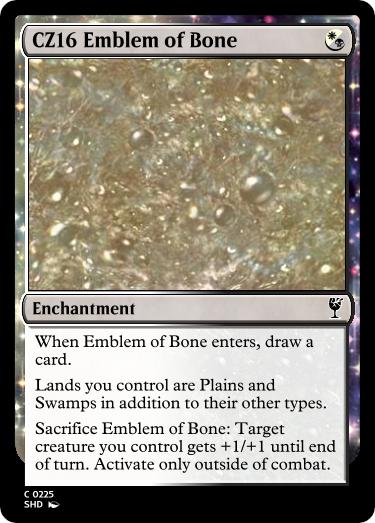 CZ16 Emblem of Bone
Enchantment
When Emblem of Bone enters, draw a
card.
Lands you control are Plains and
Swamps in addition to their other types.
Sacrifice Emblem of Bone: Target
creature you control gets +1/+1 until end
of turn. Activate only outside of combat.
C 0225
SHD